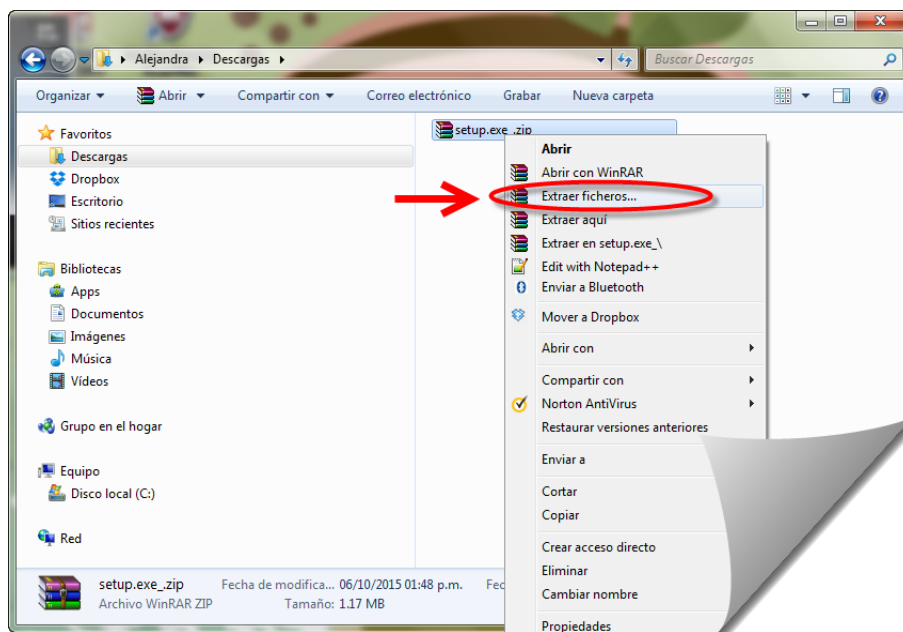 Alejandra Descargas
Buscar Descargas
Organizar Abrir Compartir con Correo electrónico Grabar Nueva carpeta
Favoritos
Descargas
Dropbox
Escritorio
Sitios recientes
Bibliotecas
Apps
Documentos
Imágenes
Música
Vídeos
Grupo en el hogar
Equipo
Disco local (C:)
Red
setup.exe_.zip
Abrir
Abrir con WinRAR
Extraer ficheros...
Extraer aquí
Extraer en setup.exe_\
Edit with Notepad++
Enviar a Bluetooth
Mover a Dropbox
Abrir con
Compartir con
Norton AntiVirus
Restaurar versiones anteriores
Enviar a
Cortar
Copiar
Crear acceso directo
Eliminar
Cambiar nombre
Propiedades
setup.exe_.zip Fecha de modifica... 06/10/2015 01:48 p.m. Fec
Archivo WinRAR ZIP Tamaño: 1.17 MB